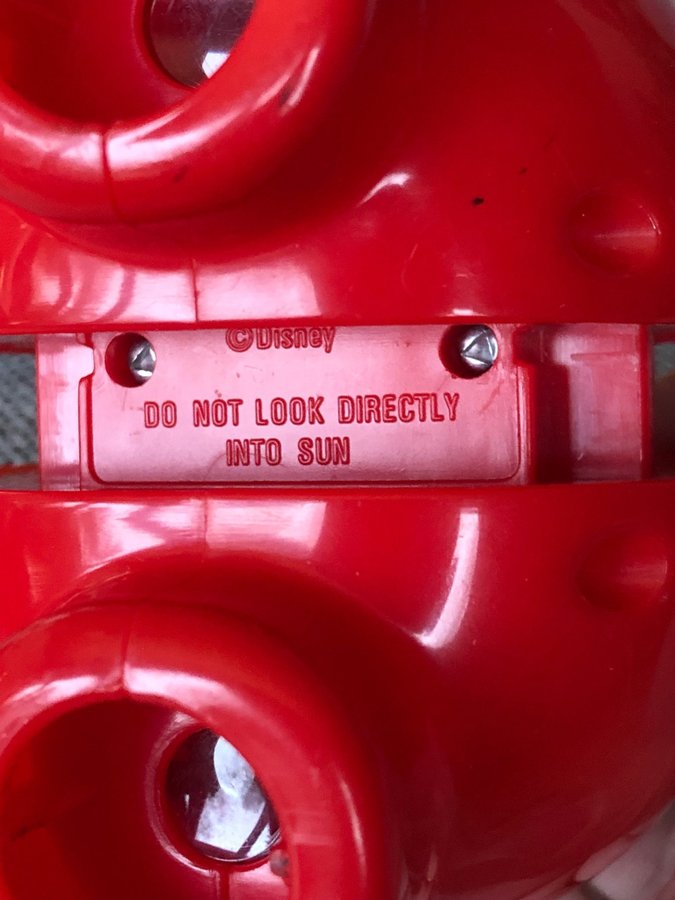 ©Disney
DO NOT LOOK DIRECTLY
INTO SUN